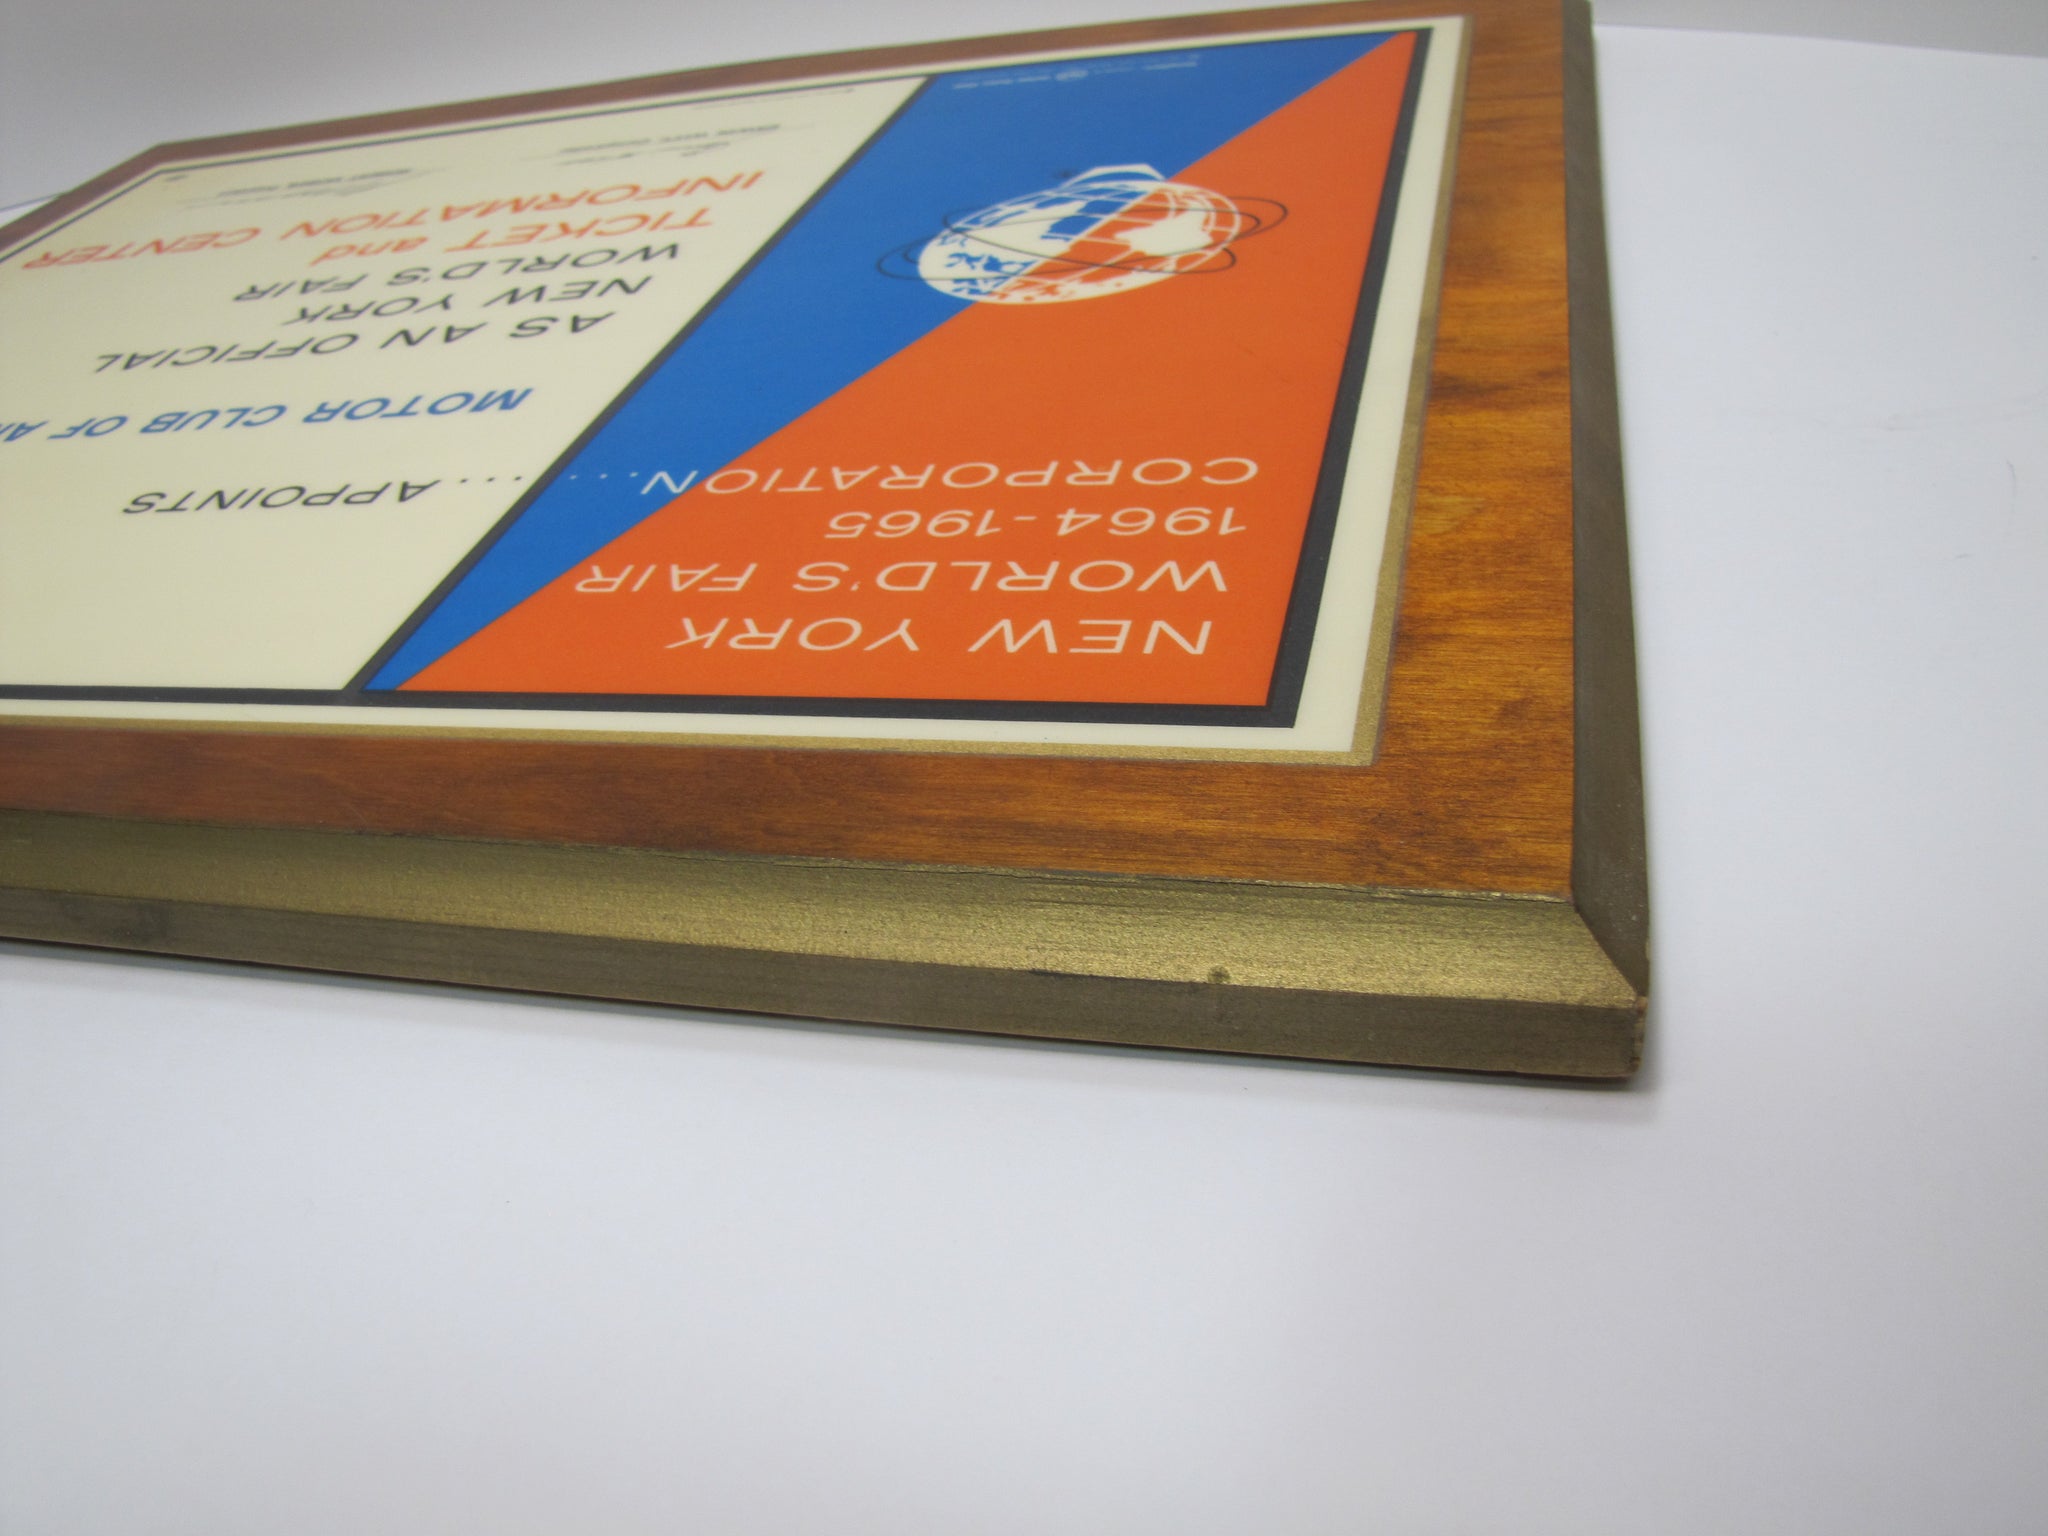 NEW YORK
WORLD'S FAIR
1964-1965
CORPORATION..........APPOINTS
MOTOR CLUB OF
AS AN OFFICIAL
NEW YORK
WORLD'S FAIR
TICKET and
INFORMATION CENTER